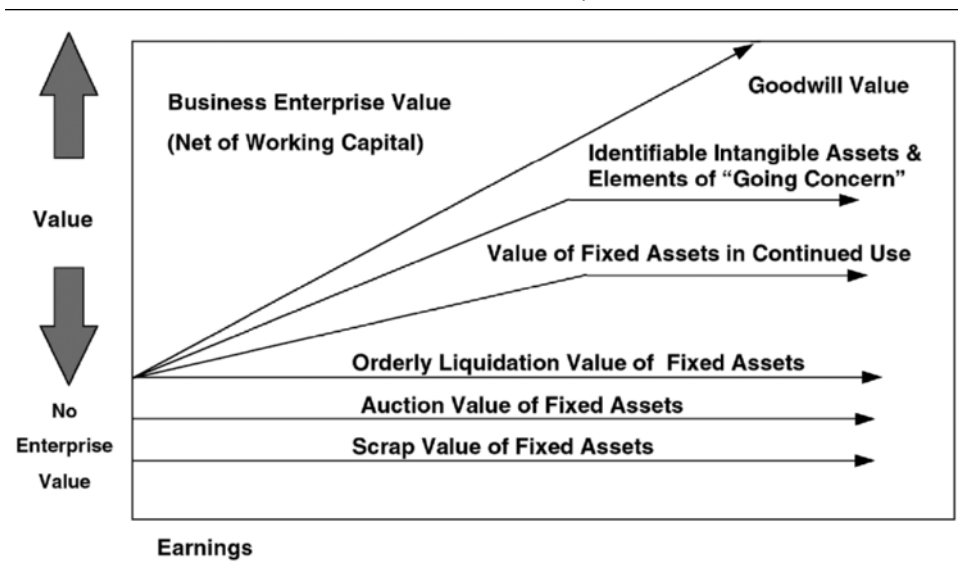 Business Enterprise Value
(Net of Working Capital)
Goodwill Value
Identifiable Intangible Assets &
Elements of “Going Concern”
Value
Value of Fixed Assets in Continued Use
Orderly Liquidation Value of Fixed Assets
No
Enterprise
Value
Auction Value of Fixed Assets
Scrap Value of Fixed Assets
Earnings